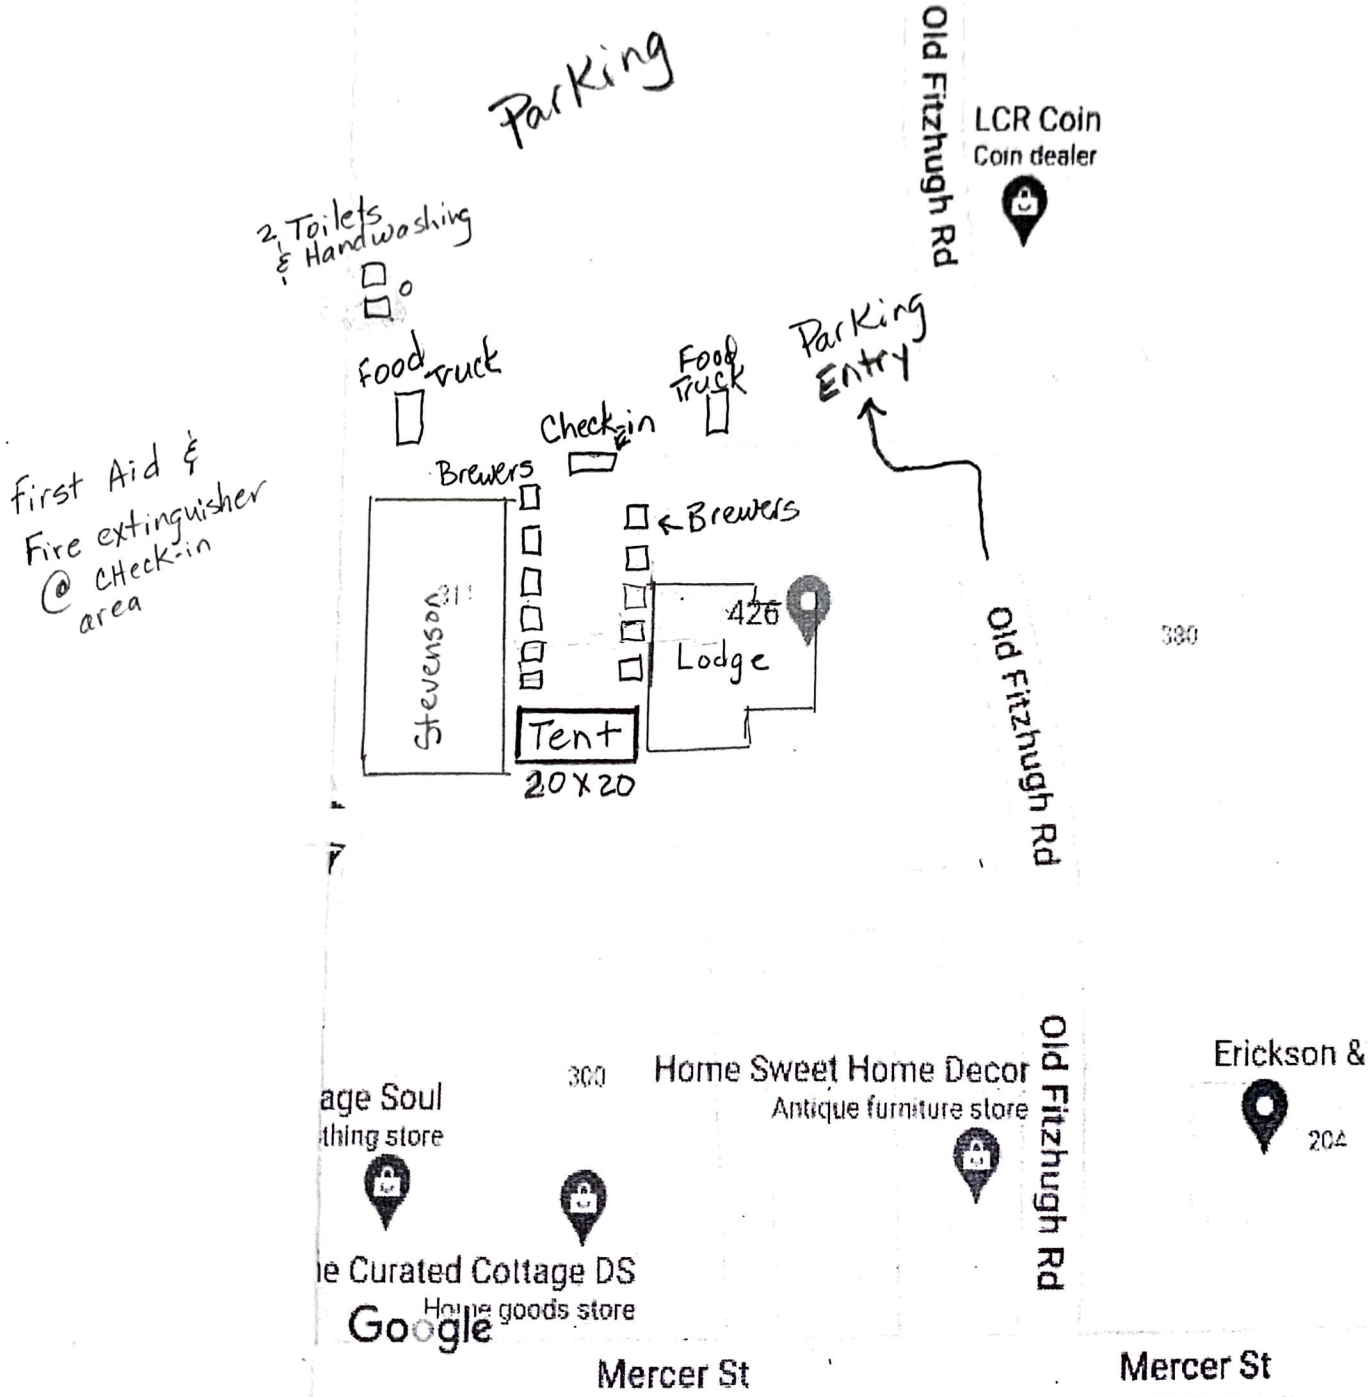 Parking
Old Fitzhugh Rd
LCR Coin
Coin dealer
2 Toilets
& Handwashing
Parking
Entry
Food Truck
Food
Truck
Check-in
First Aid &
Fire extinguisher
@ CHeck-in
area
Brewers
Brewers
Stevenson
311
426
Lodge
380
Old Fitzhugh Rd
Tent
20 X 20
Old Fitzhugh Rd
Erickson &
204
Home Sweet Home Decor
Antique furniture store
300
age Soul
thing store
e Curated Cottage DS
Home goods store
Google
Mercer St
Mercer St